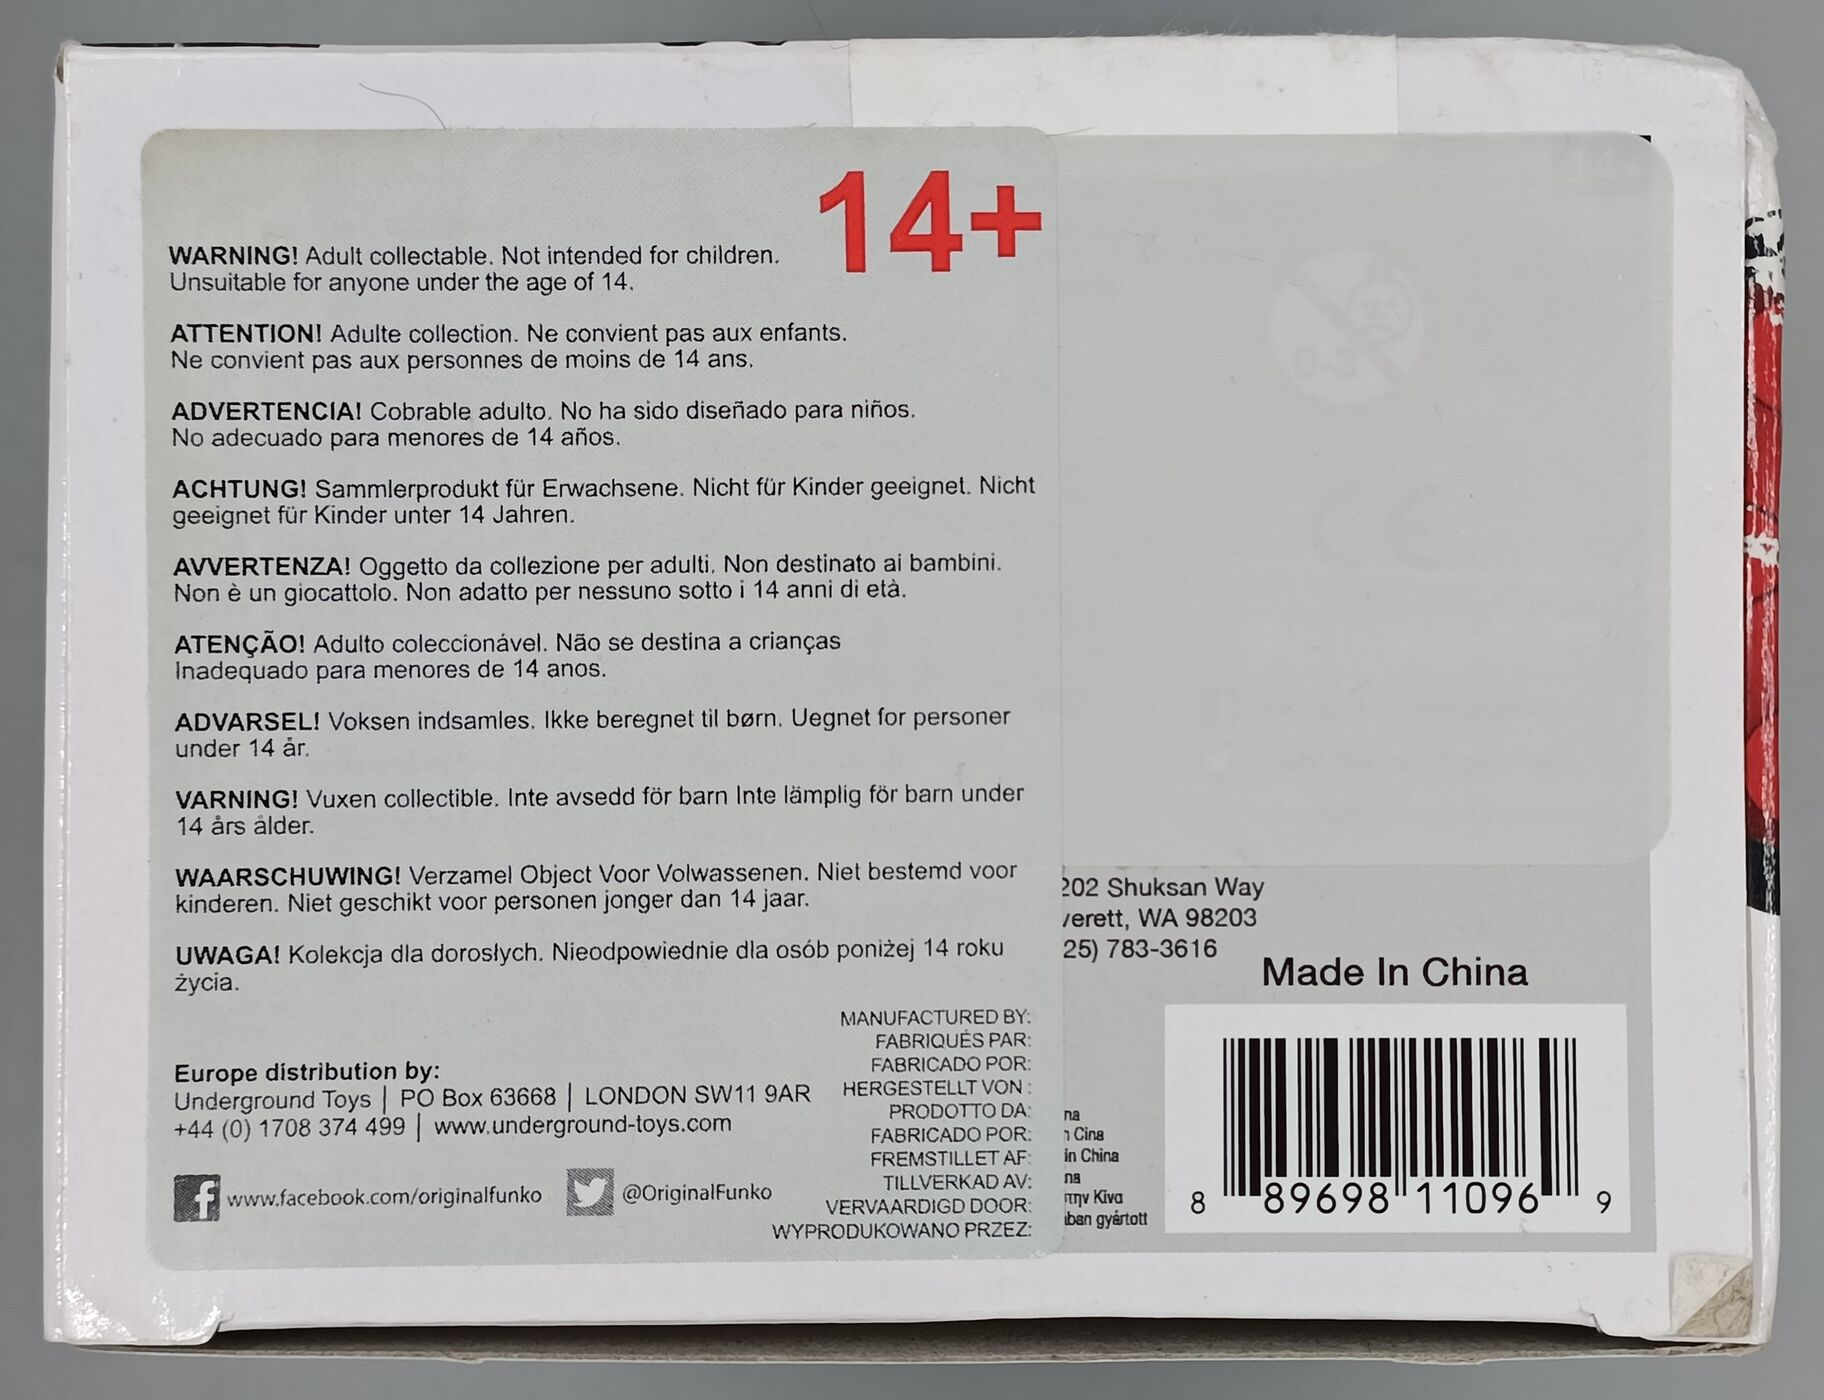 14+
WARNING! Adult collectable. Not intended for children.
Unsuitable for anyone under the age of 14.
ATTENTION! Adulte collection. Ne convient pas aux enfants.
Ne convient pas aux personnes de moins de 14 ans.
ADVERTENCIA! Cobrable adulto. No ha sido diseñado para niños.
No adecuado para menores de 14 años.
ACHTUNG! Sammlerprodukt für Erwachsene. Nicht für Kinder geeignet. Nicht
geeignet für Kinder unter 14 Jahren.
AVVERTENZA! Oggetto da collezione per adulti. Non destinato ai bambini.
Non è un giocattolo. Non adatto per nessuno sotto i 14 anni di età.
ATENÇÃO! Adulto coleccionável. Não se destina a crianças
Inadequado para menores de 14 anos.
ADVARSEL! Voksen indsamles. Ikke beregnet til børn. Uegnet for personer
under 14 år.
VARNING! Vuxen collectible. Inte avsedd för barn Inte lämplig för barn under
14 års ålder.
WAARSCHUWING! Verzamel Object Voor Volwassenen. Niet bestemd voor
kinderen. Niet geschikt voor personen jonger dan 14 jaar.
UWAGA! Kolekcja dla dorosłych. Nieodpowiednie dla osób poniżej 14 roku
życia.
Europe distribution by:
Underground Toys | PO Box 63668 | LONDON SW11 9AR
+44 (0) 1708 374 499 | www.underground-toys.com
www.facebook.com/originalfunko @OriginalFunko
MANUFACTURED BY:
FABRIQUÉS PAR:
FABRICADO POR:
HERGESTELLT VON :
PRODOTTO DA:
FABRICADO POR:
FREMSTILLET AF:
TILLVERKAD AV:
VERVAARDIGD DOOR:
WYPRODUKOWANO PRZEZ:
202 Shuksan Way
verett, WA 98203
25) 783-3616
Made In China
na
n Cina
in China
na
την Κίνα
ban gyártott
8 89698 11096 9